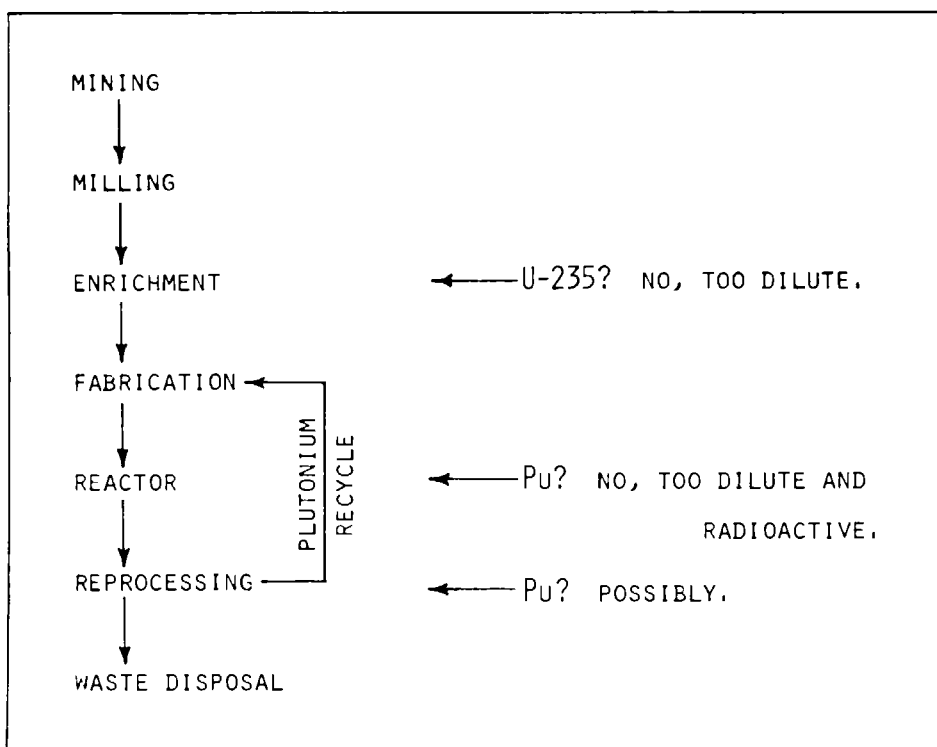 MINING
MILLING
ENRICHMENT
U-235? NO, TOO DILUTE.
FABRICATION
PLUTONIUM
RECYCLE
REACTOR
Pu? NO, TOO DILUTE AND
RADIOACTIVE.
REPROCESSING
Pu? POSSIBLY.
WASTE DISPOSAL